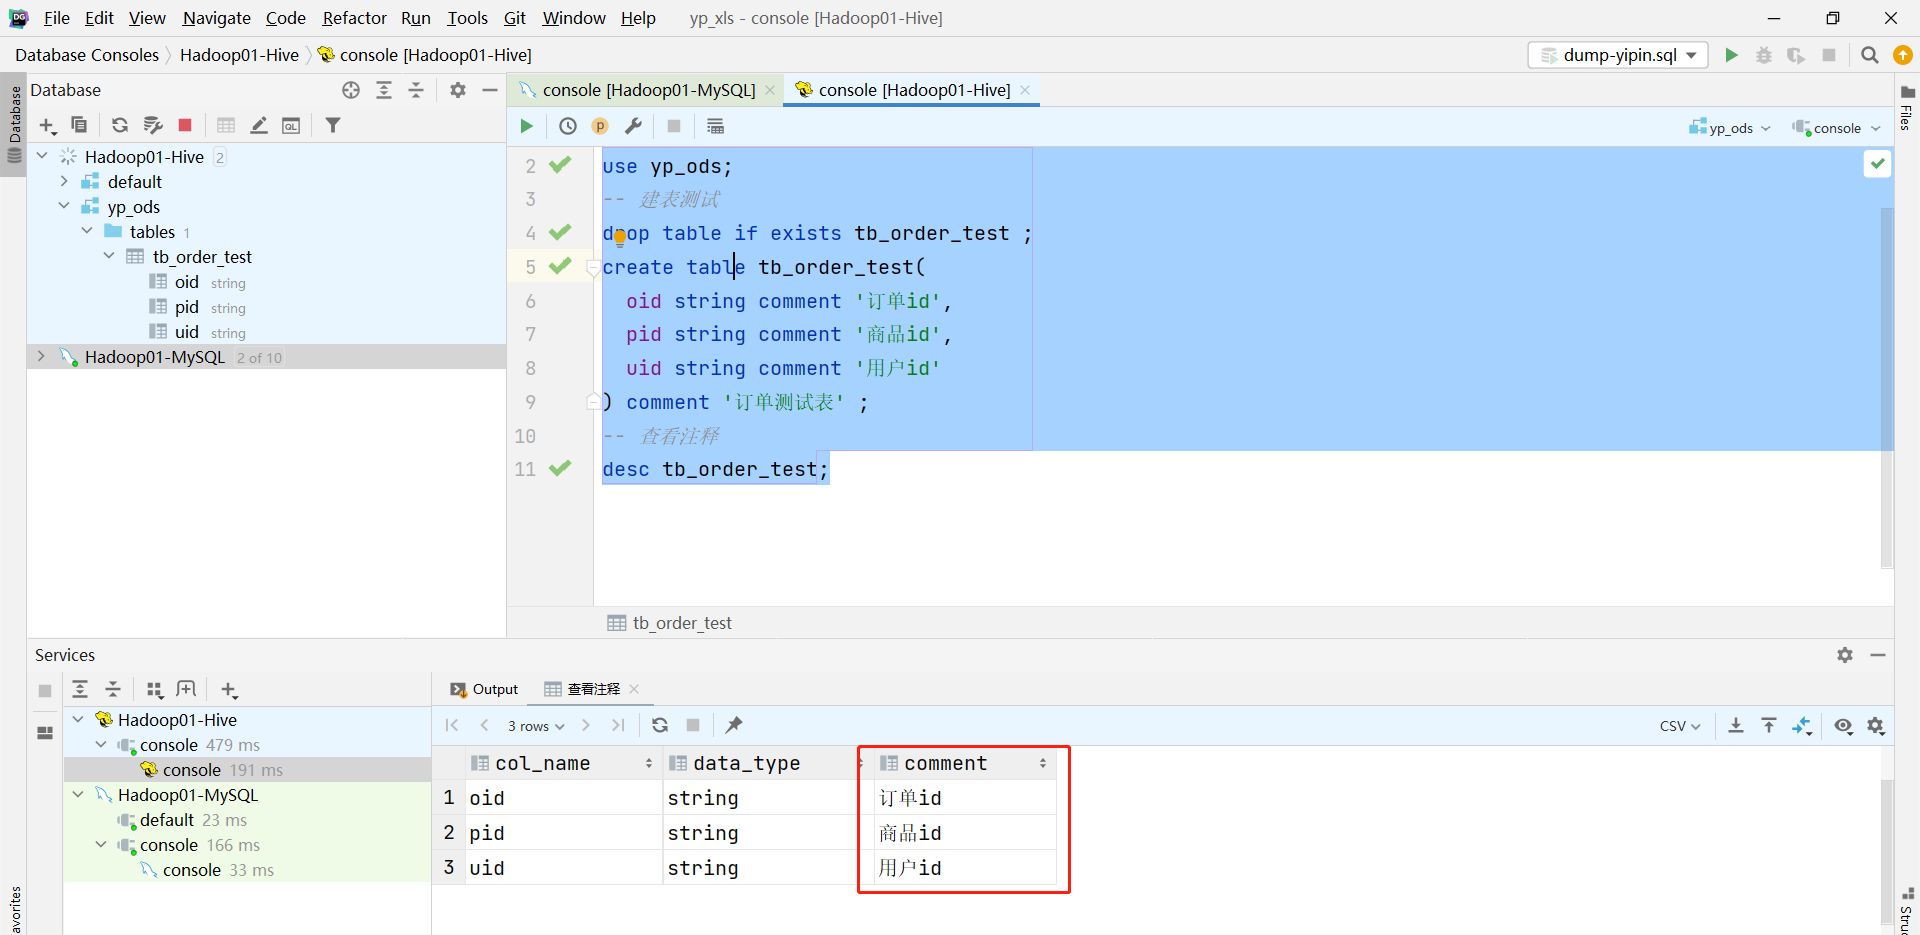 File Edit View Navigate Code Refactor Run Tools Git Window Help yp_xls - console [Hadoop01-Hive]
Database Consoles Hadoop01-Hive console [Hadoop01-Hive] dump-yipin.sql
Database
Files
Database
console [Hadoop01-MySQL] console [Hadoop01-Hive]
yp_ods console
Hadoop01-Hive 2
default
yp_ods
tables 1
tb_order_test
oid string
pid string
uid string
Hadoop01-MySQL 2 of 10
2 use yp_ods;
3 -- 建表测试
4 drop table if exists tb_order_test ;
5 create table tb_order_test(
6 oid string comment '订单id',
7 pid string comment '商品id',
8 uid string comment '用户id'
9 ) comment '订单测试表' ;
10 -- 查看注释
11 desc tb_order_test;
tb_order_test
Services
Hadoop01-Hive
console 479 ms
console 191 ms
Hadoop01-MySQL
default 23 ms
console 166 ms
console 33 ms
Output 查看注释
3 rows CSV
col_name data_type comment
1 oid string 订单id
2 pid string 商品id
3 uid string 用户id